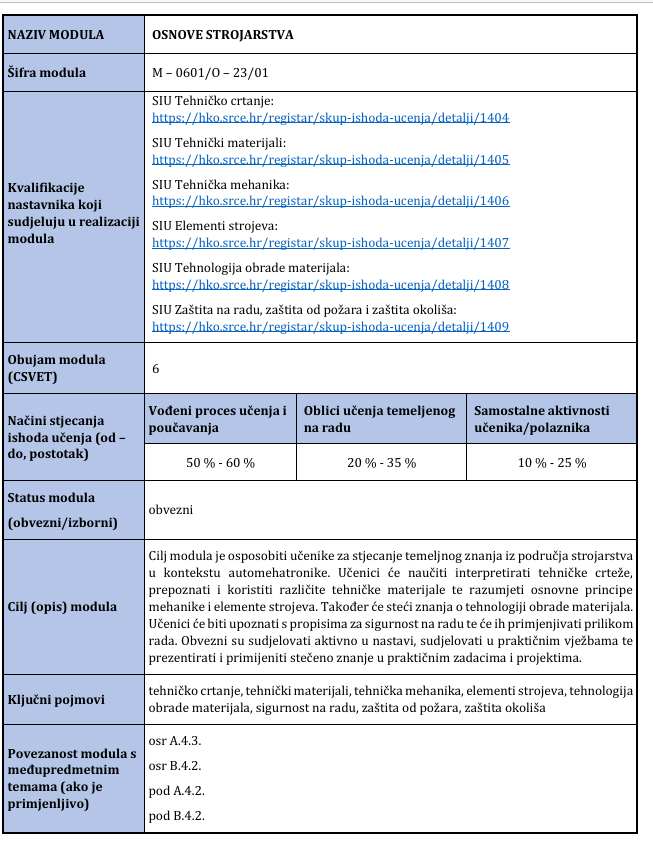 NAZIV MODULA
OSNOVE STROJARSTVA
Šifra modula
M – 0601/O – 23/01
Kvalifikacije
nastavnika koji
sudjeluju u realizaciji
modula
SIU Tehničko crtanje:
https://hko.srce.hr/registar/skup-ishoda-ucenja/detalji/1404
SIU Tehnički materijali:
https://hko.srce.hr/registar/skup-ishoda-ucenja/detalji/1405
SIU Tehnička mehanika:
https://hko.srce.hr/registar/skup-ishoda-ucenja/detalji/1406
SIU Elementi strojeva:
https://hko.srce.hr/registar/skup-ishoda-ucenja/detalji/1407
SIU Tehnologija obrade materijala:
https://hko.srce.hr/registar/skup-ishoda-ucenja/detalji/1408
SIU Zaštita na radu, zaštita od požara i zaštita okoliša:
https://hko.srce.hr/registar/skup-ishoda-ucenja/detalji/1409
Obujam modula
(CSVET)
6
Načini stjecanja
ishoda učenja (od –
do, postotak)
Vođeni proces učenja i
poučavanja
Oblici učenja temeljenog
na radu
Samostalne aktivnosti
učenika/polaznika
50 % - 60 %
20 % - 35 %
10 % - 25 %
Status modula
(obvezni/izborni)
obvezni
Cilj (opis) modula
Cilj modula je osposobiti učenike za stjecanje temeljnog znanja iz područja strojarstva
u kontekstu automehatronike. Učenici će naučiti interpretirati tehničke crteže,
prepoznati i koristiti različite tehničke materijale te razumjeti osnovne principe
mehanike i elemente strojeva. Također će steći znanja o tehnologiji obrade materijala.
Učenici će biti upoznati s propisima za sigurnost na radu te će ih primjenjivati prilikom
rada. Obvezni su sudjelovati aktivno u nastavi, sudjelovati u praktičnim vježbama te
prezentirati i primijeniti stečeno znanje u praktičnim zadacima i projektima.
Ključni pojmovi
tehničko crtanje, tehnički materijali, tehnička mehanika, elementi strojeva, tehnologija
obrade materijala, sigurnost na radu, zaštita od požara, zaštita okoliša
Povezanost modula s
međupredmetnim
temama (ako je
primjenljivo)
osr A.4.3.
osr B.4.2.
pod A.4.2.
pod B.4.2.